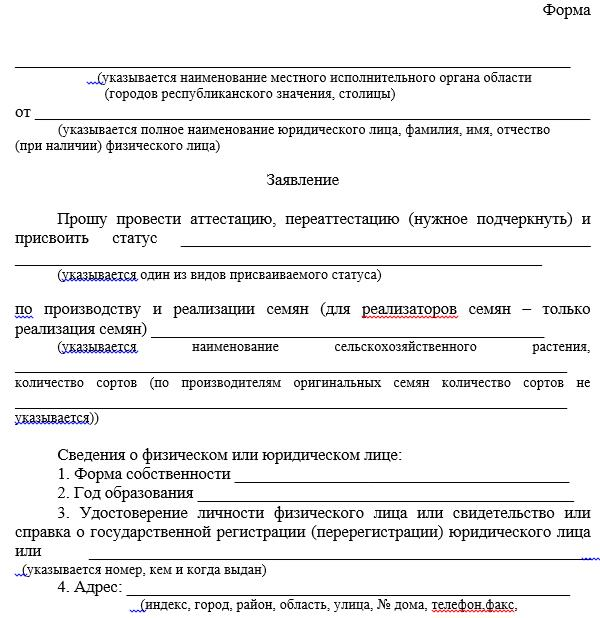 Форма
(указывается наименование местного исполнительного органа области
(городов республиканского значения, столицы)
от
(указывается полное наименование юридического лица, фамилия, имя, отчество
(при наличии) физического лица)
Заявление
Прошу провести аттестацию, переаттестацию (нужное подчеркнуть) и
присвоить статус
(указывается один из видов присваиваемого статуса)
по производству и реализации семян (для реализаторов семян – только
реализация семян)
(указывается наименование сельскохозяйственного растения,
количество сортов (по производителям оригинальных семян количество сортов не
указывается))
Сведения о физическом или юридическом лице:
1. Форма собственности
2. Год образования
3. Удостоверение личности физического лица или свидетельство или
справка о государственной регистрации (перерегистрации) юридического лица
или
(указывается номер, кем и когда выдан)
4. Адрес:
(индекс, город, район, область, улица, № дома, телефон.факс,